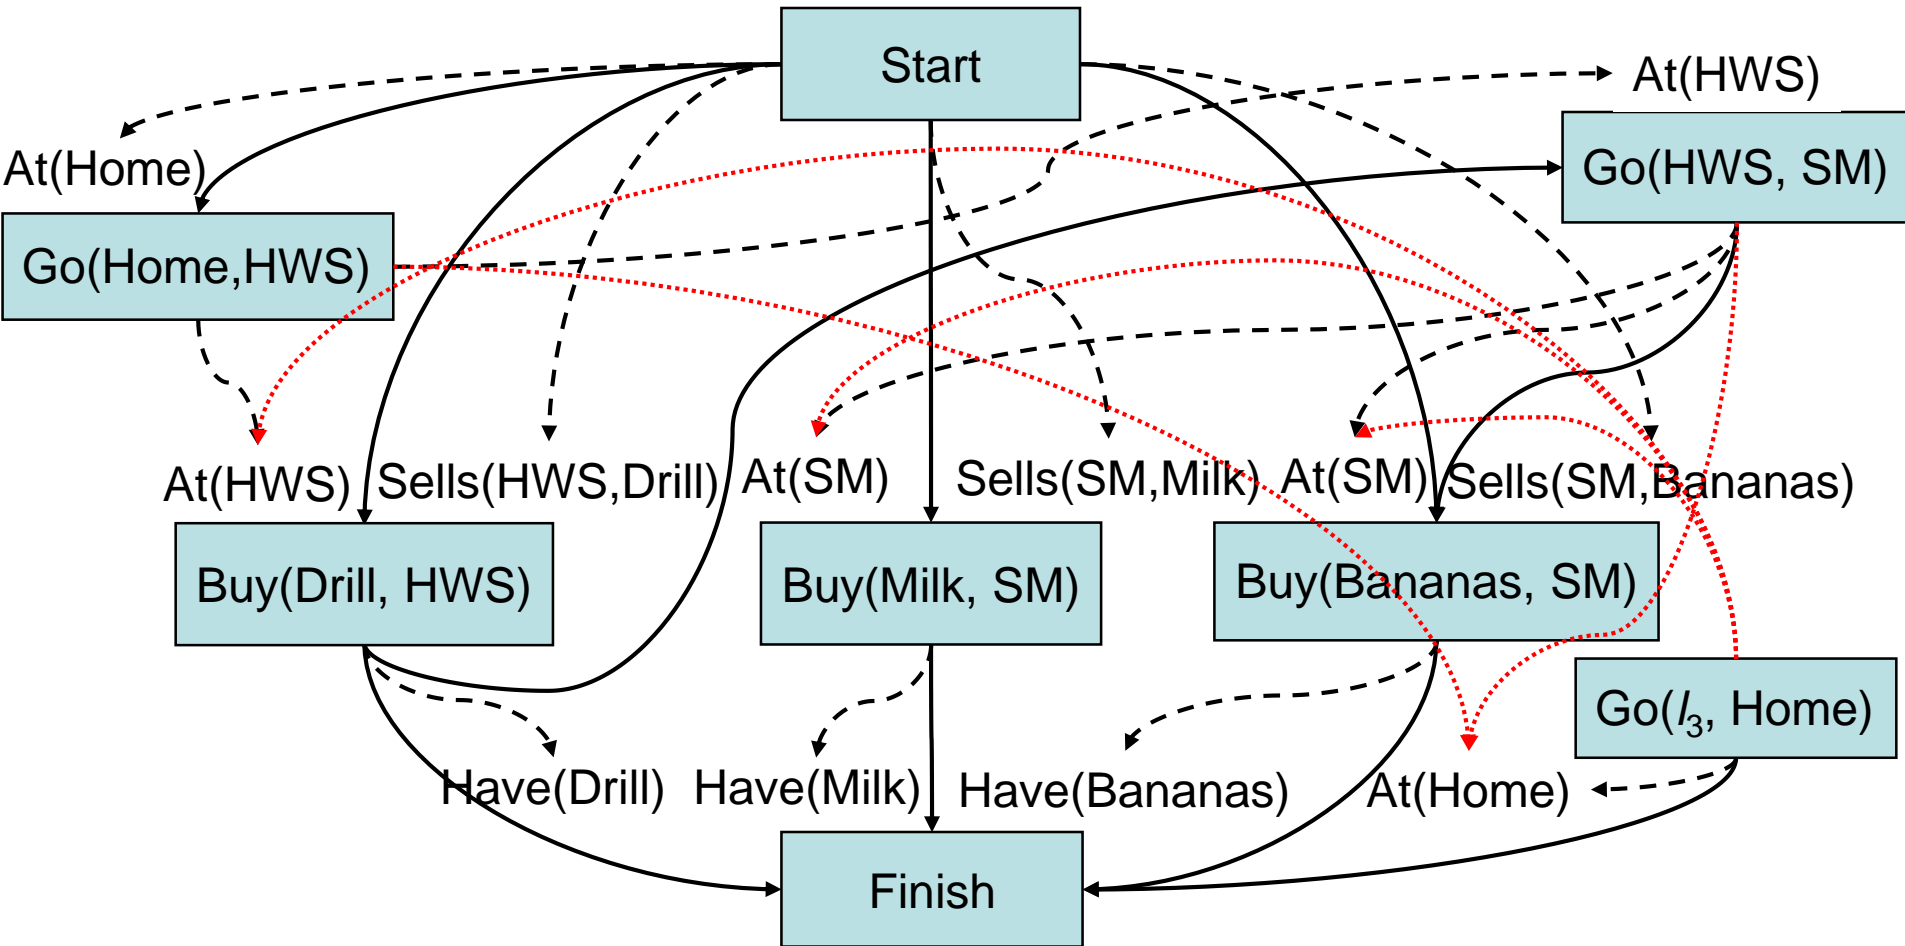 Start
At(HWS)
At(Home)
Go(HWS, SM)
Go(Home,HWS)
At(HWS)
Sells(HWS,Drill)
At(SM)
Sells(SM,Milk)
At(SM)
Sells(SM,Bananas)
Buy(Drill, HWS)
Buy(Milk, SM)
Buy(Bananas, SM)
Go(l₃, Home)
Have(Drill)
Have(Milk)
Have(Bananas)
At(Home)
Finish